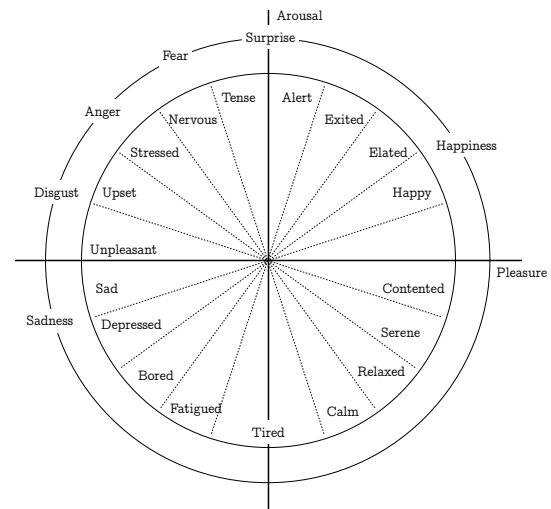 Arousal
Surprise
Fear
Tense
Alert
Anger
Nervous
Exited
Happiness
Stressed
Elated
Disgust
Upset
Happy
Unpleasant
Pleasure
Sad
Contented
Sadness
Depressed
Serene
Bored
Relaxed
Fatigued
Calm
Tired